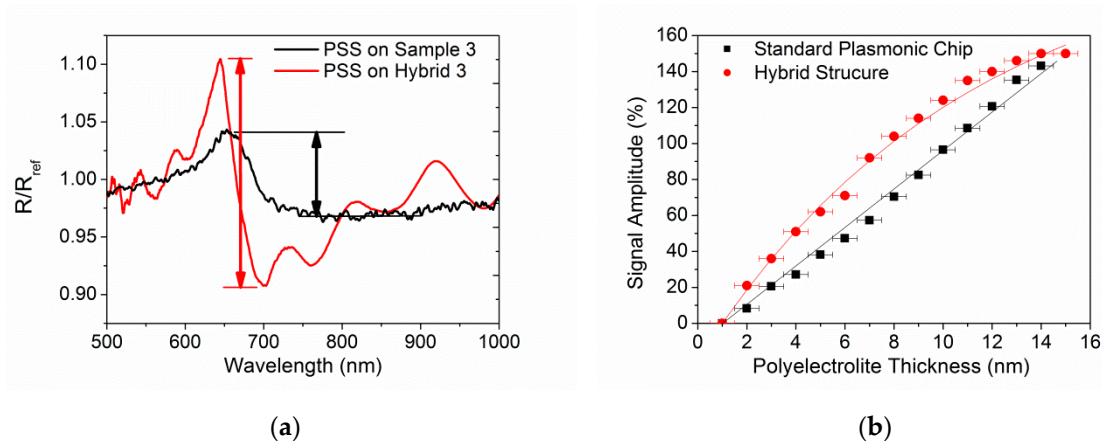 PSS on Sample 3
PSS on Hybrid 3
1.10
1.05
1.00
0.95
0.90
R/Rref
500 600 700 800 900 1000
Wavelength (nm)
(a)
Standard Plasmonic Chip
Hybrid Strucure
160
140
120
100
80
60
40
20
0
Signal Amplitude (%)
0 2 4 6 8 10 12 14 16
Polyelectrolite Thickness (nm)
(b)